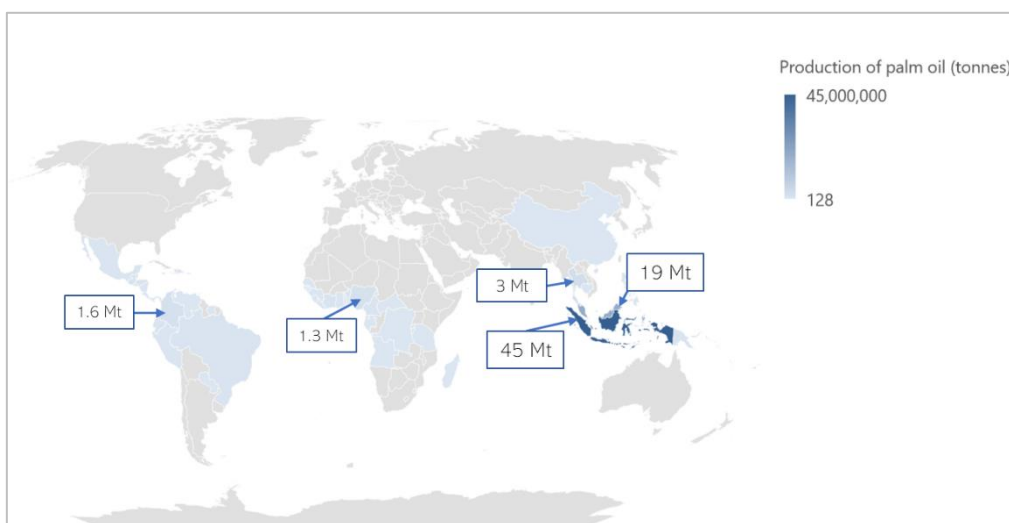 Production of palm oil (tonnes)
45,000,000
128
19 Mt
3 Mt
1.6 Mt
1.3 Mt
45 Mt